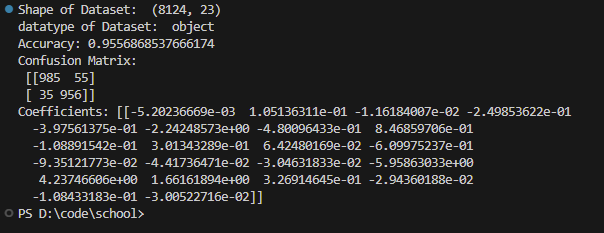 Shape of Dataset:  (8124, 23)
datatype of Dataset:  object
Accuracy: 0.9556868537666174
Confusion Matrix:
 [[985  55]
 [ 35 956]]
Coefficients: [[-5.20236669e-03  1.05136311e-01 -1.16184007e-02 -2.49853622e-01
  -3.97561375e-01 -2.24248573e+00 -4.80096433e-01  8.46859706e-01
  -1.08891542e-01  3.01343289e-01  6.42480169e-02 -6.09975237e-01
  -9.35121773e-02 -4.41736471e-02 -3.04631833e-02 -5.95863033e+00
   4.23746606e+00  1.66161894e+00  3.26914645e-01 -2.94360188e-02
  -1.08433183e-01 -3.00522716e-02]]
PS D:\code\school>